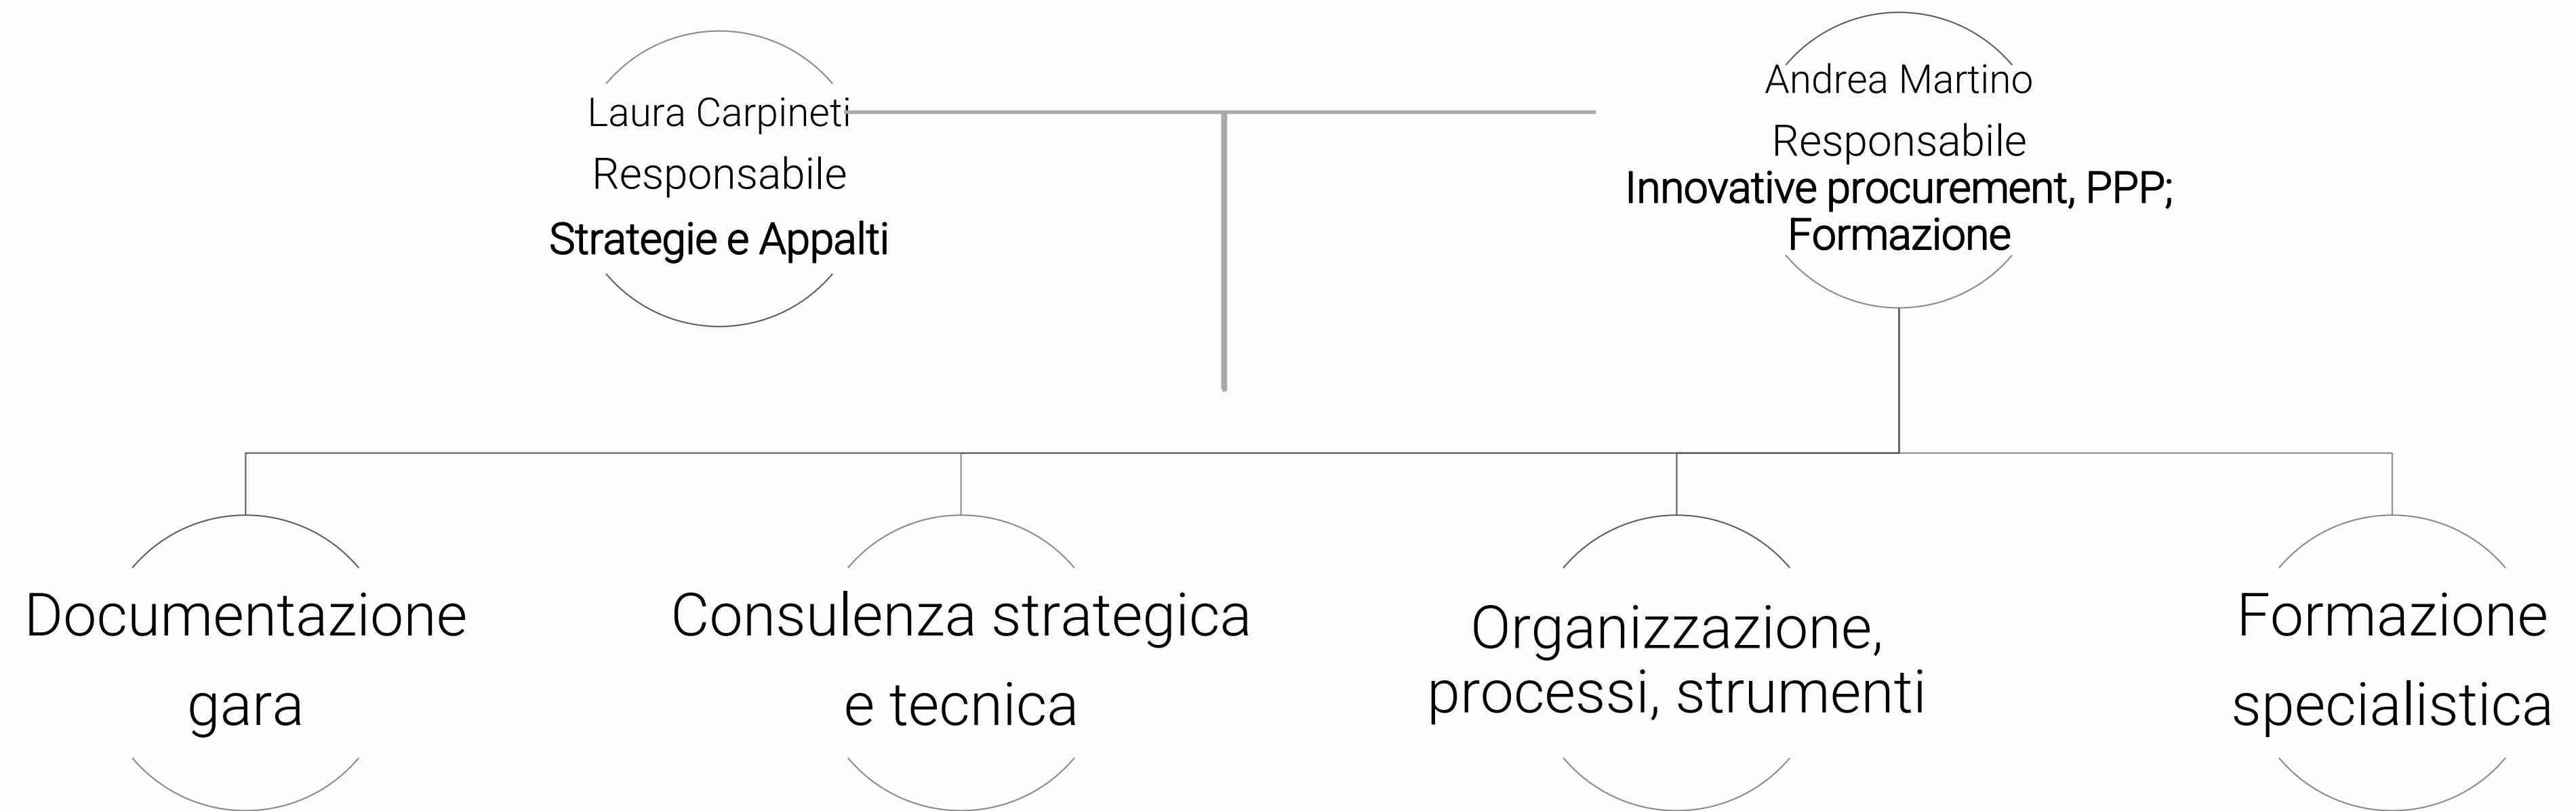 Laura Carpineti
Responsabile
Strategie e Appalti
Andrea Martino
Responsabile
Innovative procurement, PPP;
Formazione
Documentazione
gara
Consulenza strategica
e tecnica
Organizzazione,
processi, strumenti
Formazione
specialistica